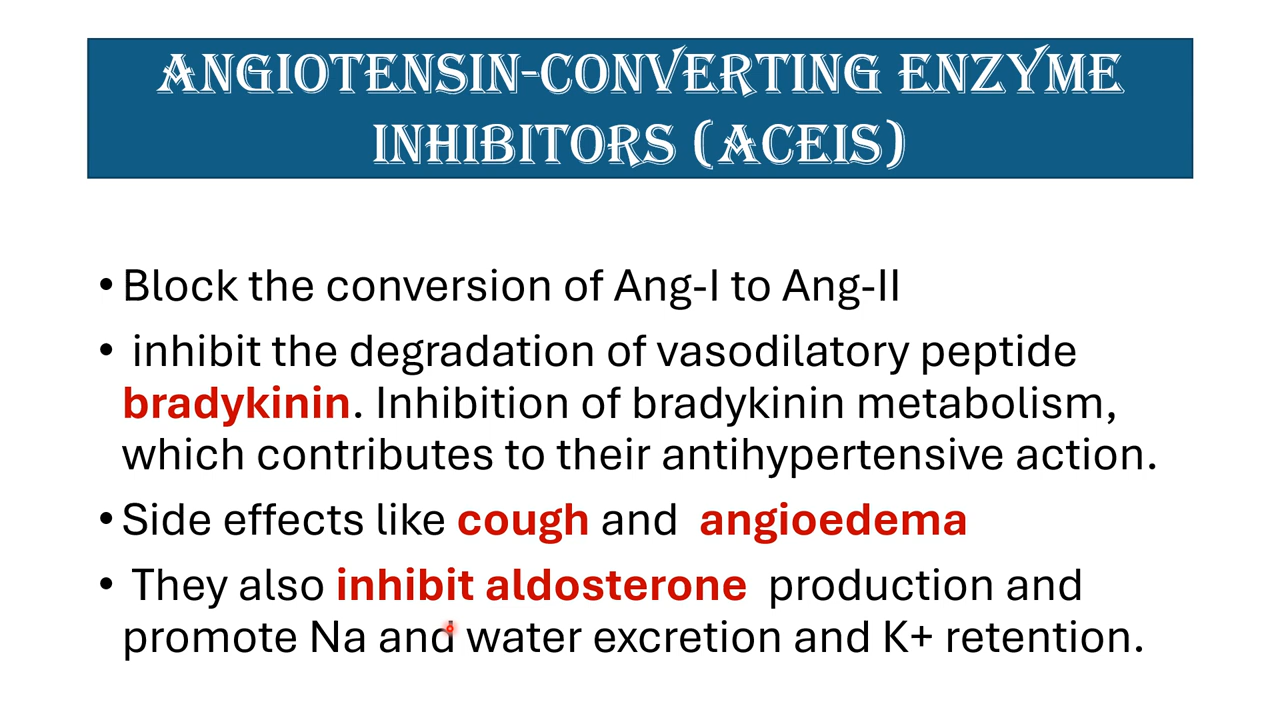 ANGIOTENSIN-CONVERTING ENZYME
INHIBITORS (ACEIS)
• Block the conversion of Ang-I to Ang-II
• inhibit the degradation of vasodilatory peptide
bradykinin. Inhibition of bradykinin metabolism,
which contributes to their antihypertensive action.
• Side effects like cough and angioedema
• They also inhibit aldosterone production and
promote Na and water excretion and K+ retention.